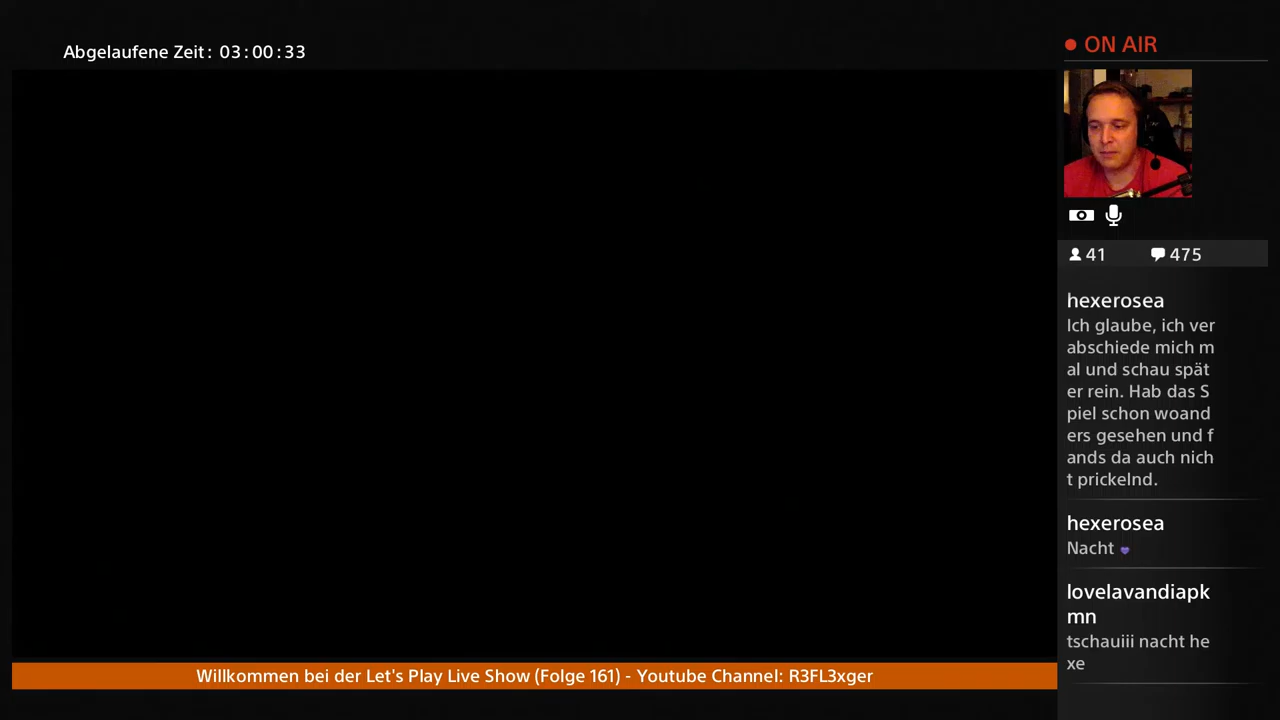 Abgelaufene Zeit: 03:00:33
ON AIR
41 475
hexerosea
Ich glaube, ich ver
abschiede mich m
al und schau spät
er rein. Hab das S
piel schon woand
ers gesehen und f
ands da auch nich
t prickelnd.
hexerosea
Nacht 💜
lovelavandiapk
mn
tschauiii nacht he
xe
Willkommen bei der Let's Play Live Show (Folge 161) - Youtube Channel: R3FL3xger